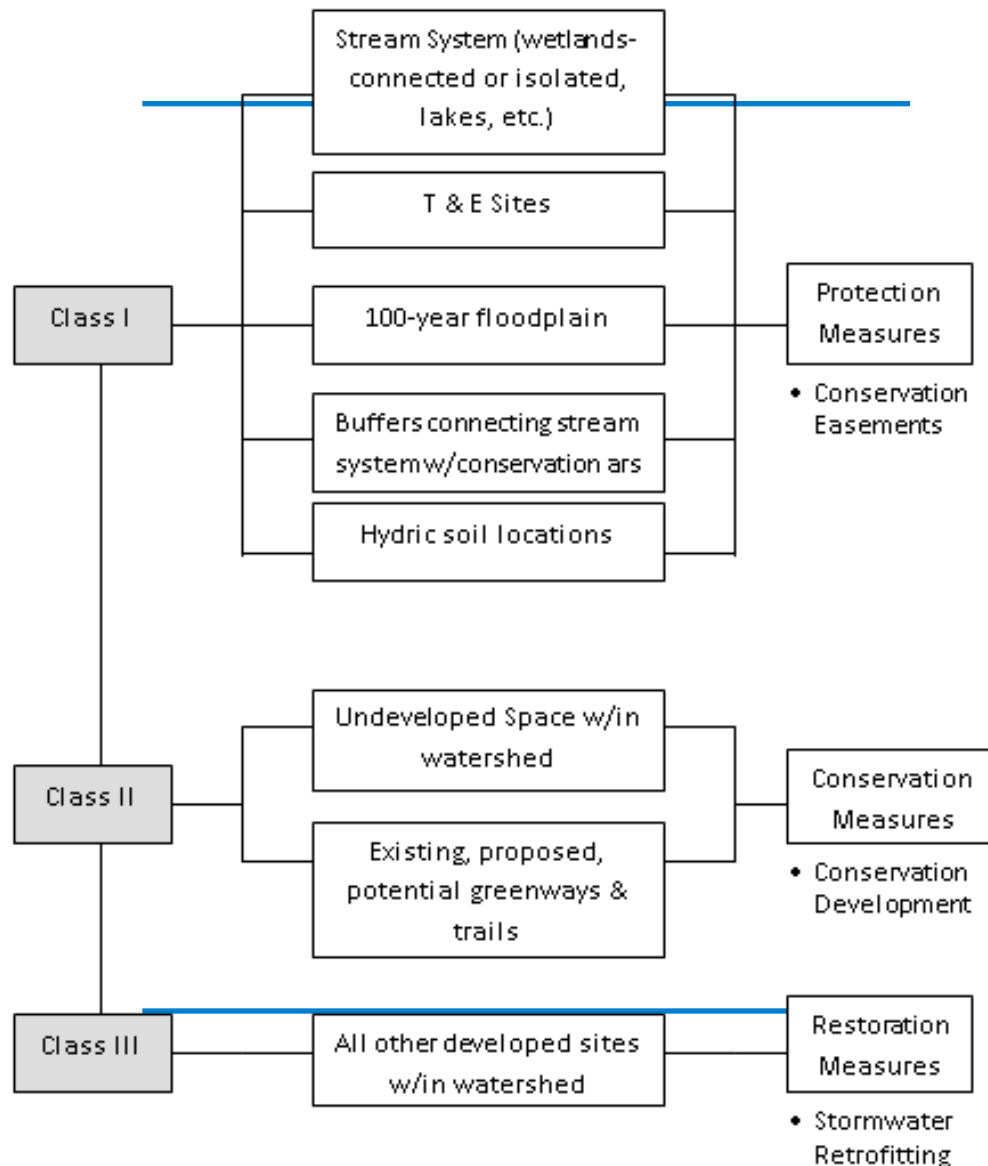 Stream System (wetlands-
connected or isolated,
lakes, etc.)
T & E Sites
Class I
100-year floodplain
Protection
Measures
• Conservation
Easements
Buffers connecting stream
system w/conservation ars
Hydric soil locations
Undeveloped Space w/in
watershed
Class II
Conservation
Measures
Existing, proposed,
potential greenways &
trails
• Conservation
Development
Class III
All other developed sites
w/in watershed
Restoration
Measures
• Stormwater
Retrofitting